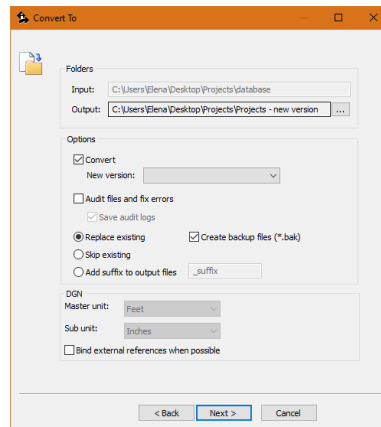 Convert To
Folders
Input: C:\Users\Elena\Desktop\Projects\database
Output: C:\Users\Elena\Desktop\Projects\Projects - new version ...
Options
Convert
New version:
Audit files and fix errors
Save audit logs
Replace existing Create backup files (*.bak)
Skip existing
Add suffix to output files _suffix
DGN
Master unit: Feet
Sub unit: Inches
Bind external references when possible
< Back Next > Cancel